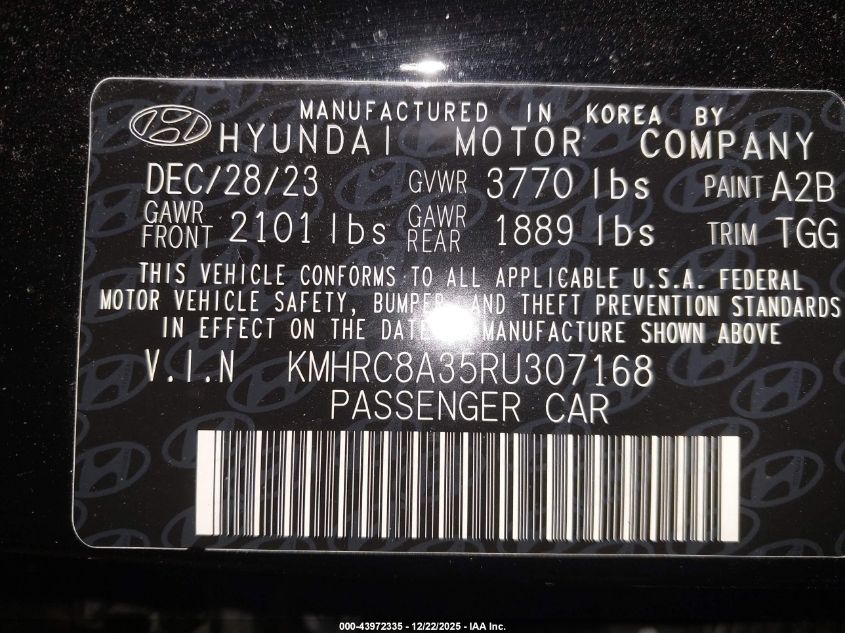 MANUFACTURED IN KOREA BY
HYUNDAI MOTOR COMPANY
DEC/28/23 GVWR 3770 lbs PAINT A2B
GAWR FRONT 2101 lbs GAWR REAR 1889 lbs TRIM TGG
THIS VEHICLE CONFORMS TO ALL APPLICABLE U.S.A. FEDERAL
MOTOR VEHICLE SAFETY, BUMPER, AND THEFT PREVENTION STANDARDS
IN EFFECT ON THE DATE MANUFACTURE SHOWN ABOVE
V.I.N KMHRC8A35RU307168
PASSENGER CAR
000-43972335 - 12/22/2025 - IAA Inc.